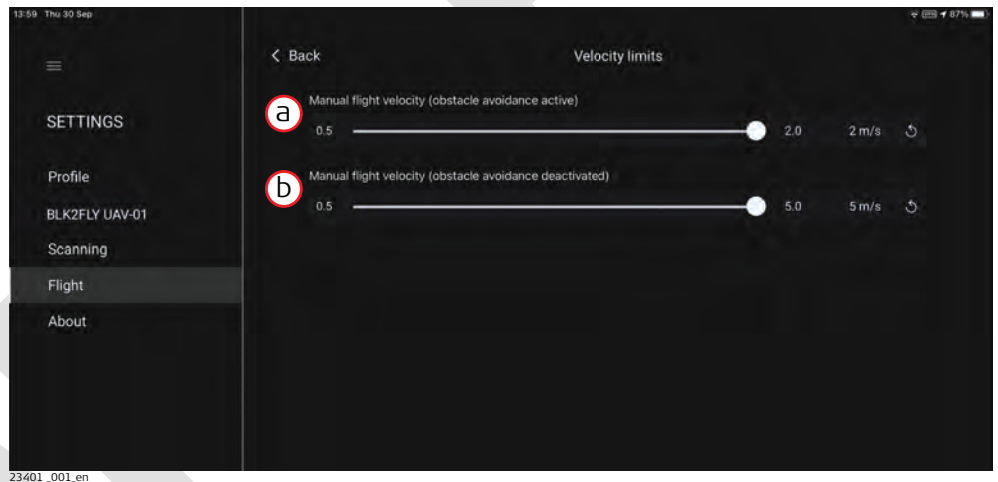 13:59 Thu 30 Sep
87%
Back
Velocity limits
SETTINGS
Profile
BLK2FLY UAV-01
Scanning
Flight
About
a
Manual flight velocity (obstacle avoidance active)
0.5 2.0 2 m/s
b
Manual flight velocity (obstacle avoidance deactivated)
0.5 5.0 5 m/s
23401 _001_en